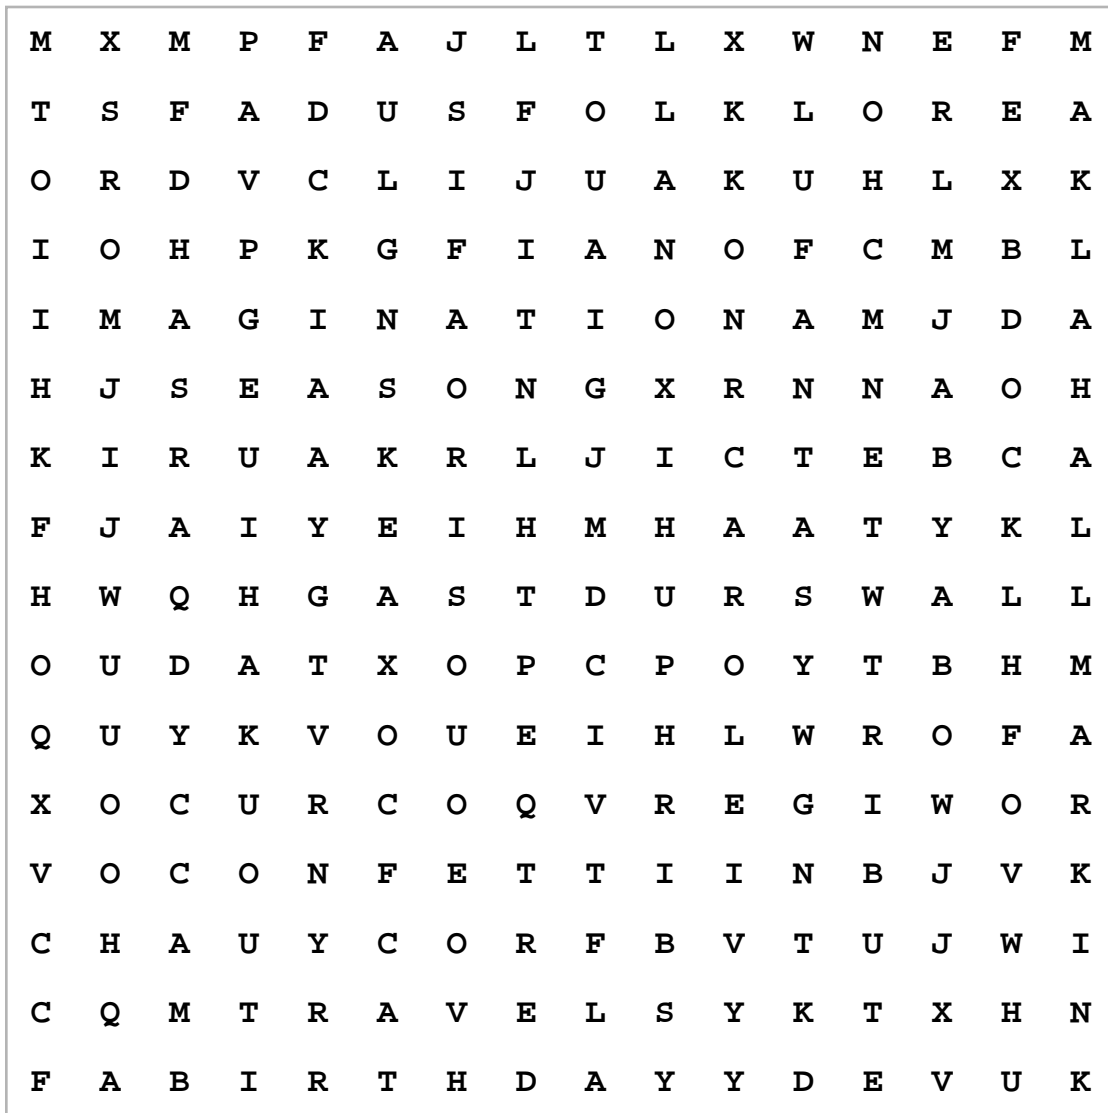 M X M P F A J L T L X W N E F M
T S F A D U S F O L K L O R E A
O R D V C L I J U A K U H L X K
I O H P K G F I A N O F C M B L
I M A G I N A T I O N A M J D A
H J S E A S O N G X R N N A O H
K I R U A K R L J I C T E B C A
F J A I Y E I H M H A A T Y K L
H W Q H G A S T D U R S W A L L
O U D A T X O P C P O Y T B H M
Q U Y K V O U E I H L W R O F A
X O C U R C O Q V R E G I W O R
V O C O N F E T T I I N B J V K
C H A U Y C O R F B V T U J W I
C Q M T R A V E L S Y K T X H N
F A B I R T H D A Y Y D E V U K